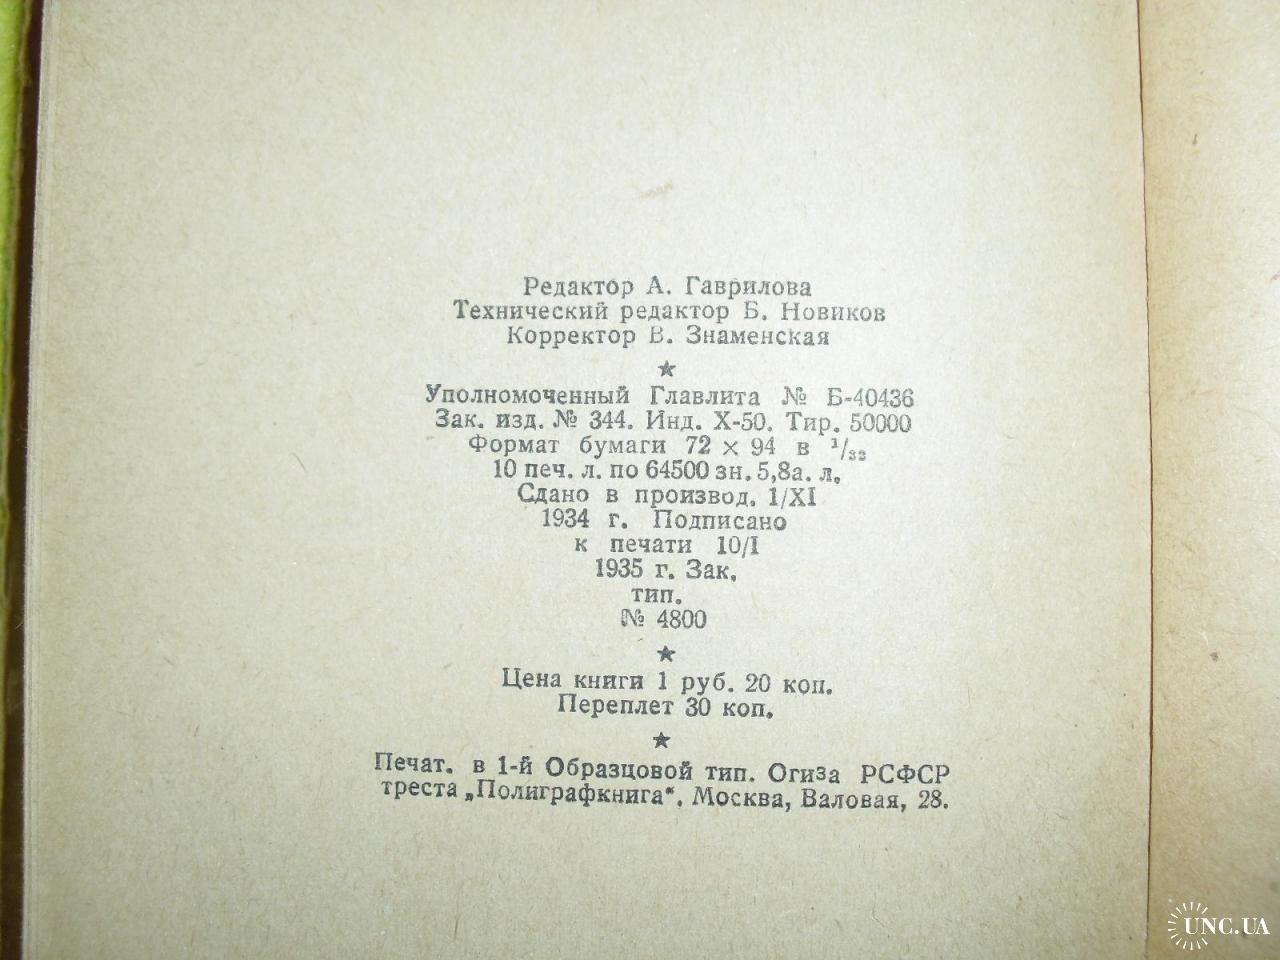 Редактор А. Гаврилова
Технический редактор Б. Новиков
Корректор В. Знаменская
★
Уполномоченный Главлита № Б-40436
Зак. изд. № 344. Инд. Х-50. Тир. 50000
Формат бумаги 72 × 94 в 1/32
10 печ. л. по 64500 зн. 5,8а. л.
Сдано в производ. 1/XI
1934 г. Подписано
к печати 10/I
1935 г. Зак.
тип.
№ 4800
★
Цена книги 1 руб. 20 коп.
Переплет 30 коп.
★
Печат. в 1-й Образцовой тип. Огиза РСФСР
треста „Полиграфкнига“. Москва, Валовая, 28.
UNC.UA